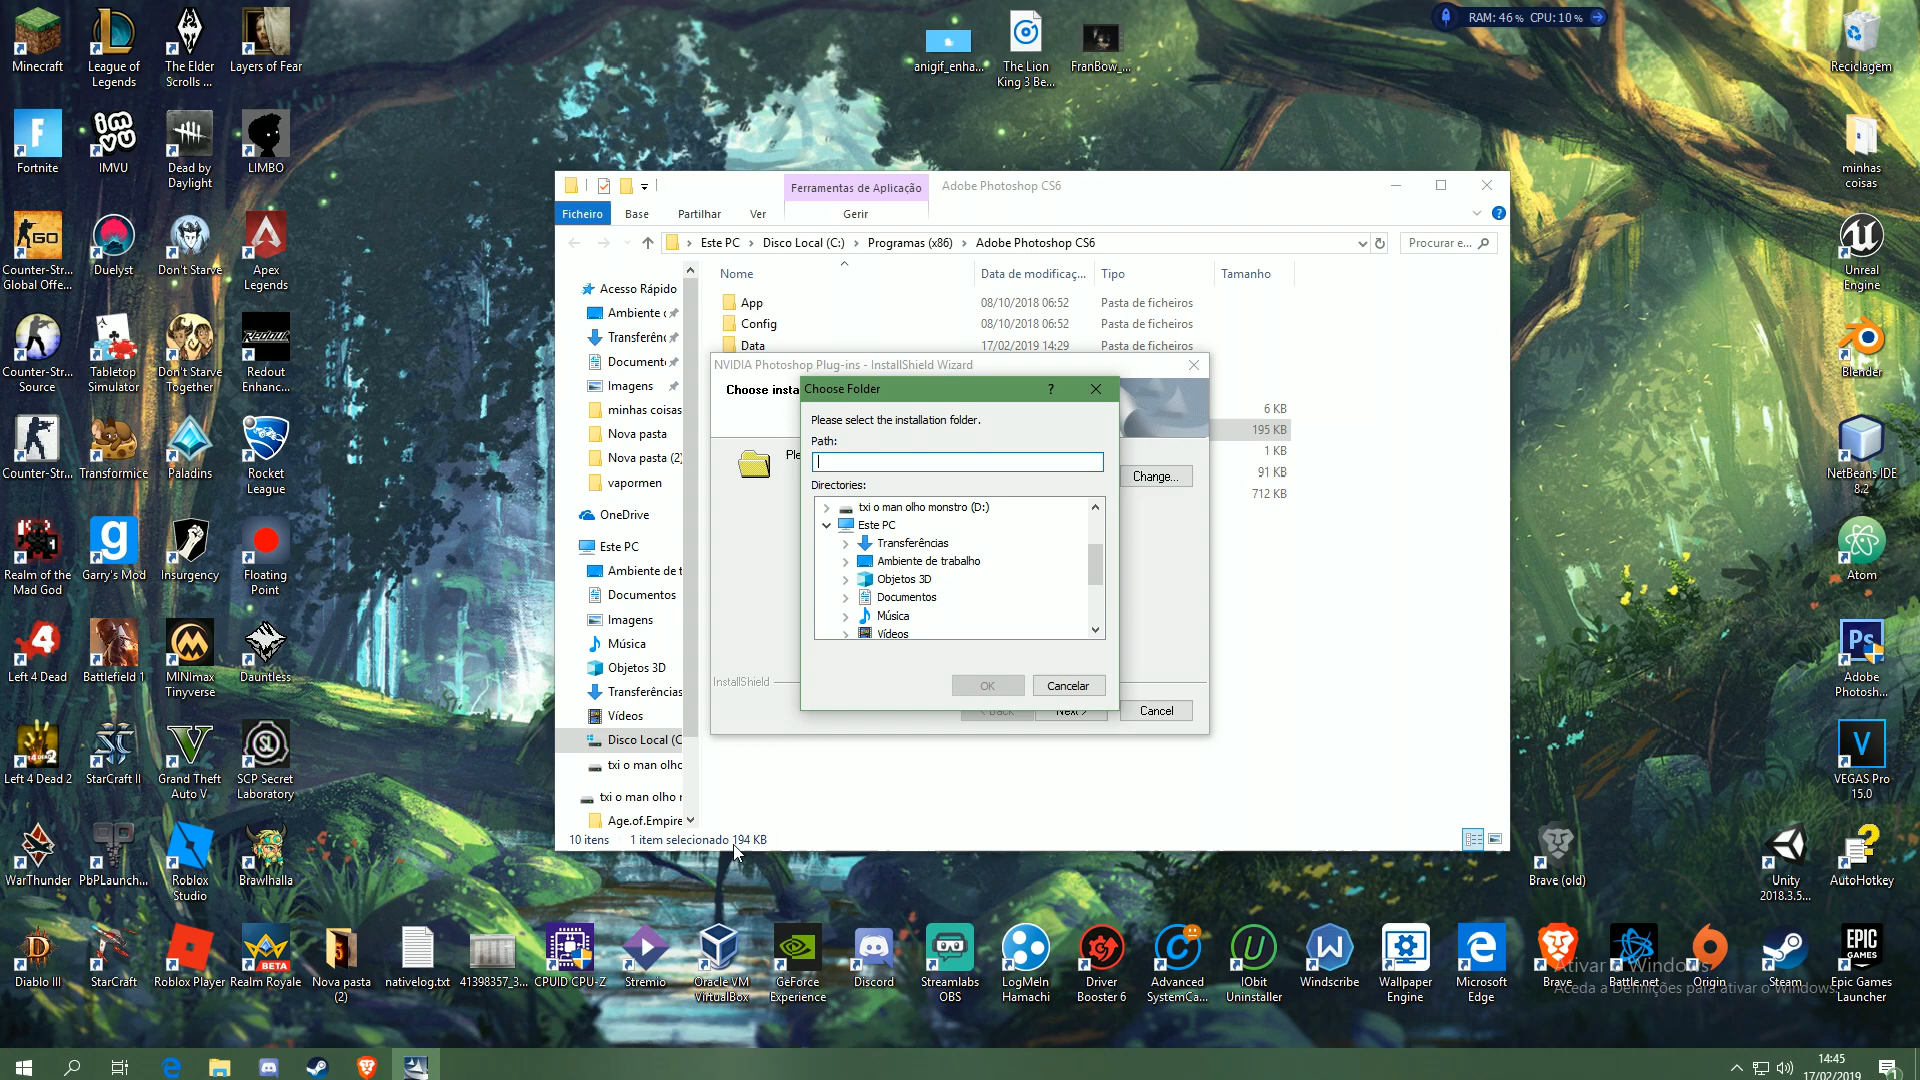 RAM: 46 % CPU: 10 %
Minecraft
League of
Legends
The Elder
Scrolls ...
Layers of Fear
anigif_enha...
The Lion
King 3 Be...
FranBow_...
Reciclagem
Fortnite
IMVU
Dead by
Daylight
LIMBO
minhas
coisas
Counter-Str...
Global Offe...
Duelyst
Don't Starve
Apex
Legends
Unreal
Engine
Counter-Str...
Source
Tabletop
Simulator
Don't Starve
Together
Redout
Enhanc...
Blender
Counter-Str...
Transformice
Paladins
Rocket
League
NetBeans IDE
8.2
Realm of the
Mad God
Garry's Mod
Insurgency
Floating
Point
Atom
Left 4 Dead
Battlefield 1
MINImax
Tinyverse
Dauntless
Adobe
Photosh...
Left 4 Dead 2
StarCraft II
Grand Theft
Auto V
SCP Secret
Laboratory
VEGAS Pro
15.0
WarThunder
PbPLaunch...
Roblox
Studio
Brawlhalla
Brave (old)
Unity
2018.3.5...
AutoHotkey
Diablo III
StarCraft
Roblox Player
Realm Royale
Nova pasta
(2)
nativelog.txt
41398357_3...
CPUID CPU-Z
Stremio
Oracle VM
VirtualBox
GeForce
Experience
Discord
Streamlabs
OBS
LogMeIn
Hamachi
Driver
Booster 6
Advanced
SystemCa...
IObit
Uninstaller
Windscribe
Wallpaper
Engine
Microsoft
Edge
Brave
Battle.net
Origin
Steam
Epic Games
Launcher
Ativar o Windows
Aceda a Definições para ativar o Windows.
Ferramentas de Aplicação
Adobe Photoshop CS6
Ficheiro
Base
Partilhar
Ver
Gerir
Este PC > Disco Local (C:) > Programas (x86) > Adobe Photoshop CS6
Procurar e...
Nome
Data de modificaç...
Tipo
Tamanho
App 08/10/2018 06:52 Pasta de ficheiros
Config 08/10/2018 06:52 Pasta de ficheiros
Data 17/02/2019 14:29 Pasta de ficheiros
6 KB
195 KB
1 KB
91 KB
712 KB
Acesso Rápido
Ambiente
Transferên
Document
Imagens
minhas coisas
Nova pasta
Nova pasta (2)
vapormen
OneDrive
Este PC
Ambiente de t
Documentos
Imagens
Música
Objetos 3D
Transferências
Vídeos
Disco Local (C
txi o man olho
txi o man olho
Age.of.Empire
10 itens
1 item selecionado 194 KB
NVIDIA Photoshop Plug-ins - InstallShield Wizard
Choose insta
Ple
Change...
InstallShield
< Back
Next >
Cancel
Choose Folder
Please select the installation folder.
Path:
Directories:
txi o man olho monstro (D:)
Este PC
Transferências
Ambiente de trabalho
Objetos 3D
Documentos
Música
Vídeos
OK
Cancelar
14:45
17/02/2019